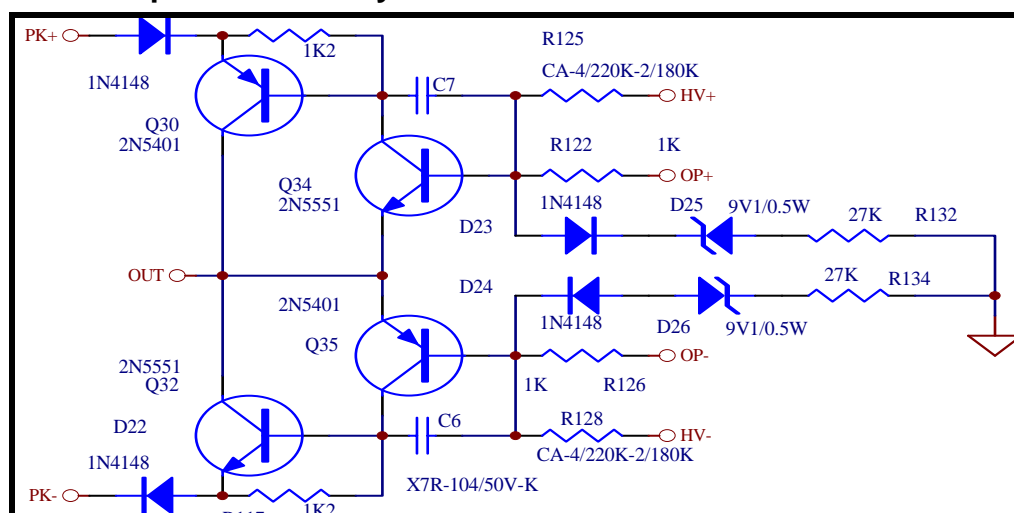 PK+
1K2
1N4148
R125
CA-4/220K-2/180K
C7
HV+
Q30
2N5401
R122
1K
Q34
2N5551
OP+
1N4148
D25
9V1/0.5W
D23
27K
R132
OUT
2N5401
D24
27K
R134
1N4148
D26
9V1/0.5W
Q35
2N5551
Q32
OP-
1K
R126
D22
C6
R128
HV-
CA-4/220K-2/180K
1N4148
X7R-104/50V-K
PK-
1K2